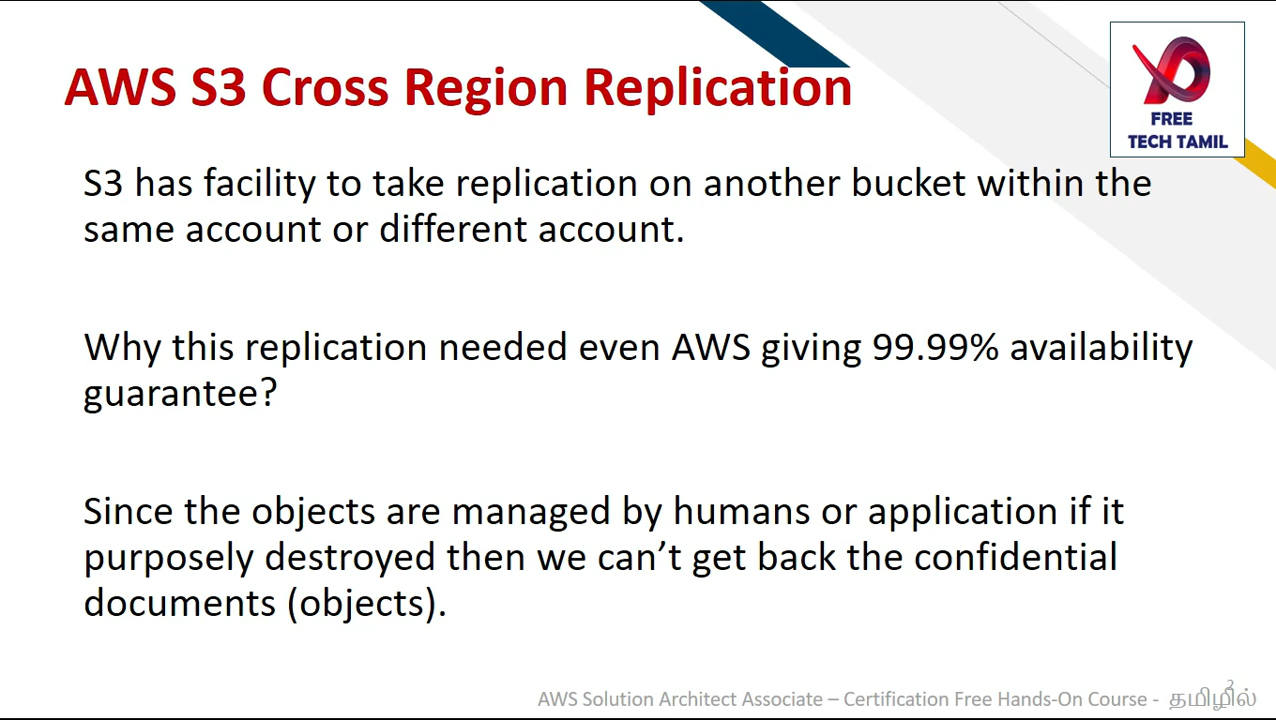 AWS S3 Cross Region Replication
FREE
TECH TAMIL
S3 has facility to take replication on another bucket within the
same account or different account.
Why this replication needed even AWS giving 99.99% availability
guarantee?
Since the objects are managed by humans or application if it
purposely destroyed then we can’t get back the confidential
documents (objects).
2
AWS Solution Architect Associate – Certification Free Hands-On Course - தமிழில்